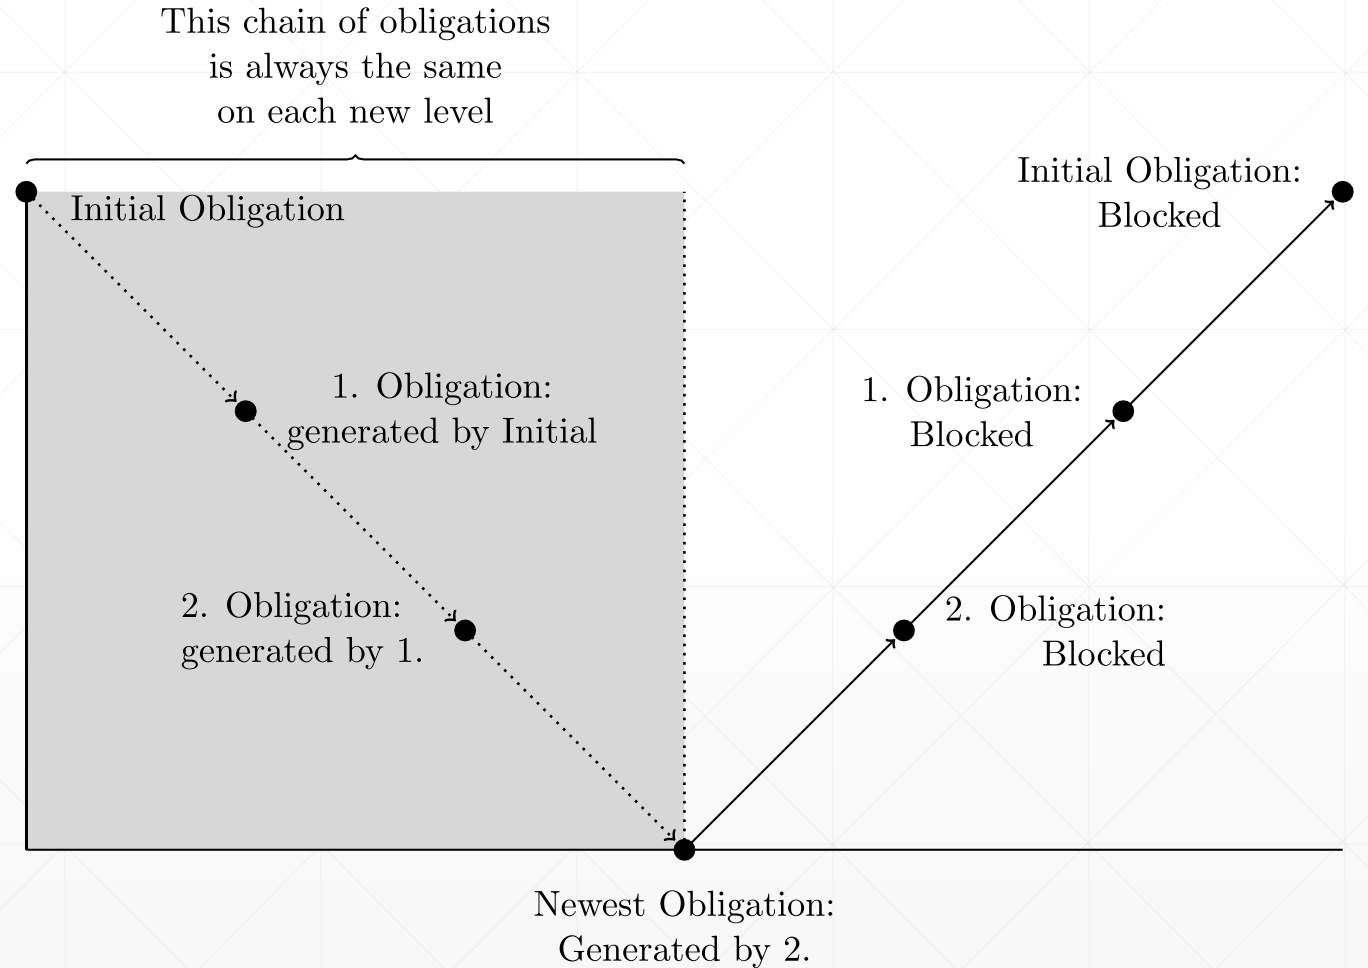 This chain of obligations
is always the same
on each new level
Initial Obligation
Initial Obligation:
Blocked
1. Obligation:
generated by Initial
1. Obligation:
Blocked
2. Obligation:
generated by 1.
2. Obligation:
Blocked
Newest Obligation:
Generated by 2.